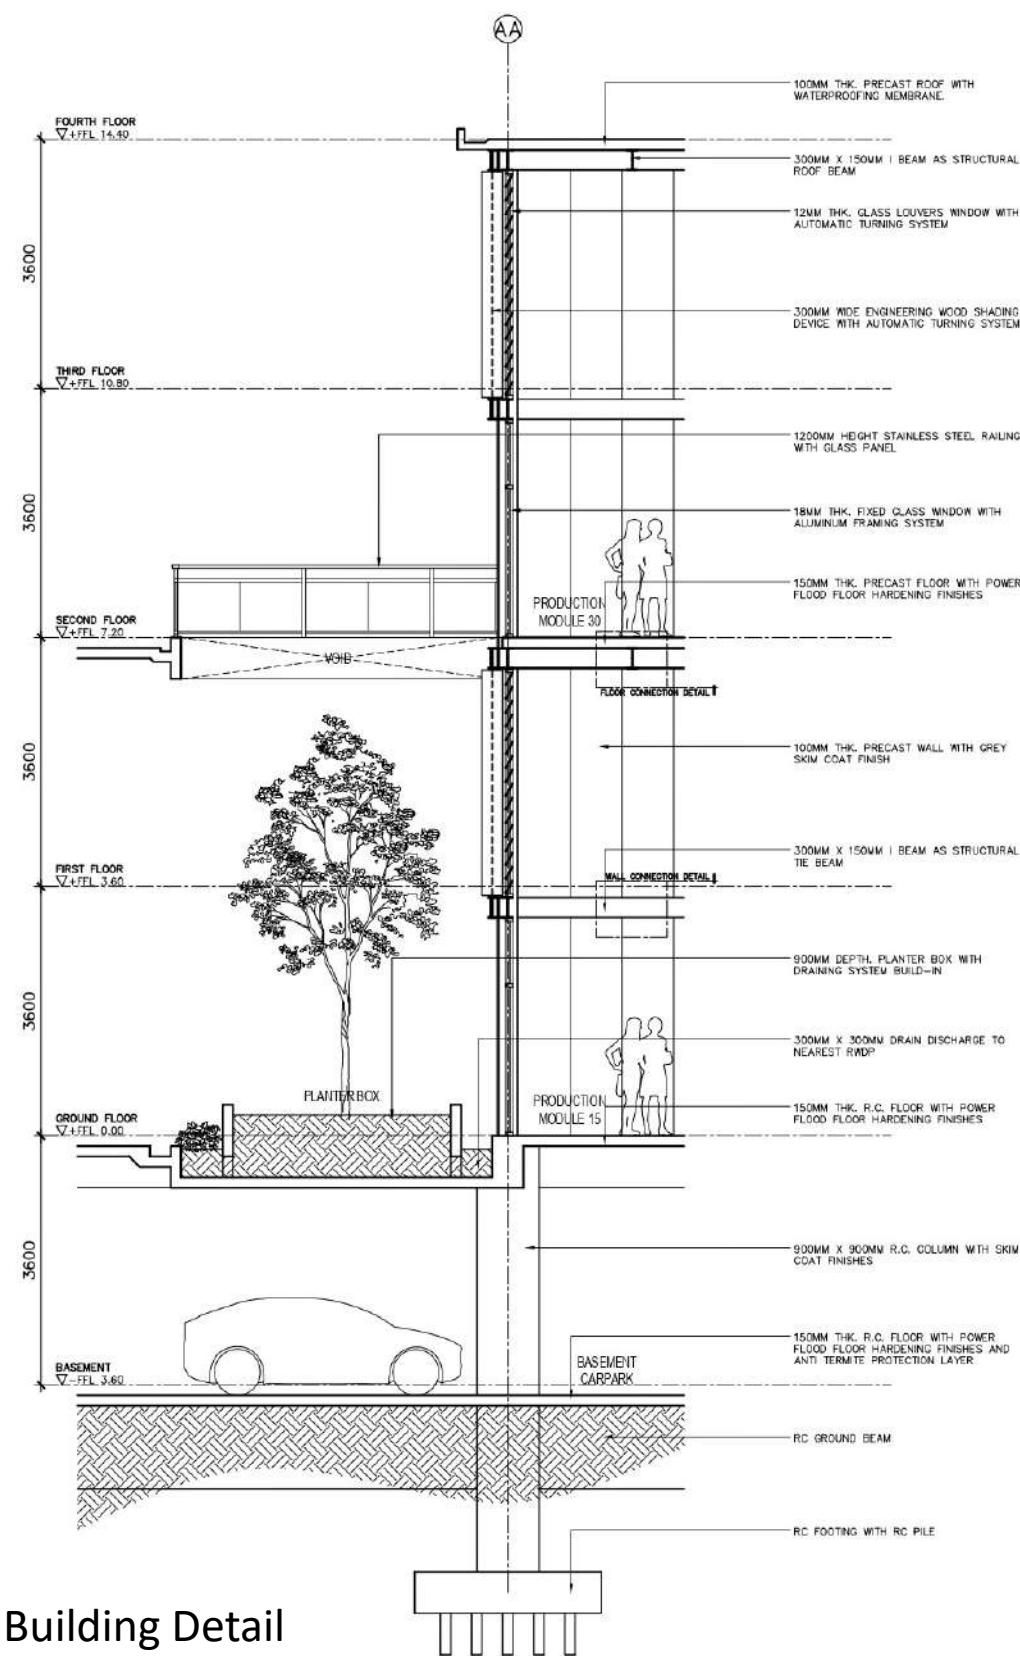 AA
100MM THK. PRECAST ROOF WITH
WATERPROOFING MEMBRANE.
FOURTH FLOOR
+FFL 14.40
300MM X 150MM I BEAM AS STRUCTURAL
ROOF BEAM
12MM THK. GLASS LOUVERS WINDOW WITH
AUTOMATIC TURNING SYSTEM
3600
300MM WIDE ENGINEERING WOOD SHADING
DEVICE WITH AUTOMATIC TURNING SYSTEM
THIRD FLOOR
+FFL 10.80
1200MM HEIGHT STAINLESS STEEL RAILING
WITH GLASS PANEL
3600
18MM THK. FIXED GLASS WINDOW WITH
ALUMINUM FRAMING SYSTEM
150MM THK. PRECAST FLOOR WITH POWER
FLOOD FLOOR HARDENING FINISHES
PRODUCTION
MODULE 30
SECOND FLOOR
+FFL 7.20
VOID
FLOOR CONNECTION DETAIL
3600
100MM THK. PRECAST WALL WITH GREY
SKIM COAT FINISH
300MM X 150MM I BEAM AS STRUCTURAL
TIE BEAM
FIRST FLOOR
+FFL 3.60
WALL CONNECTION DETAIL
900MM DEPTH. PLANTER BOX WITH
DRAINING SYSTEM BUILD-IN
3600
300MM X 300MM DRAIN DISCHARGE TO
NEAREST RWDP
PLANTER BOX
PRODUCTION
MODULE 15
150MM THK. R.C. FLOOR WITH POWER
FLOOD FLOOR HARDENING FINISHES
GROUND FLOOR
+FFL 0.00
3600
900MM X 900MM R.C. COLUMN WITH SKIM
COAT FINISHES
150MM THK. R.C. FLOOR WITH POWER
FLOOD FLOOR HARDENING FINISHES AND
ANTI TERMITE PROTECTION LAYER
BASEMENT
CARPARK
BASEMENT
-FFL 3.60
RC GROUND BEAM
RC FOOTING WITH RC PILE
Building Detail